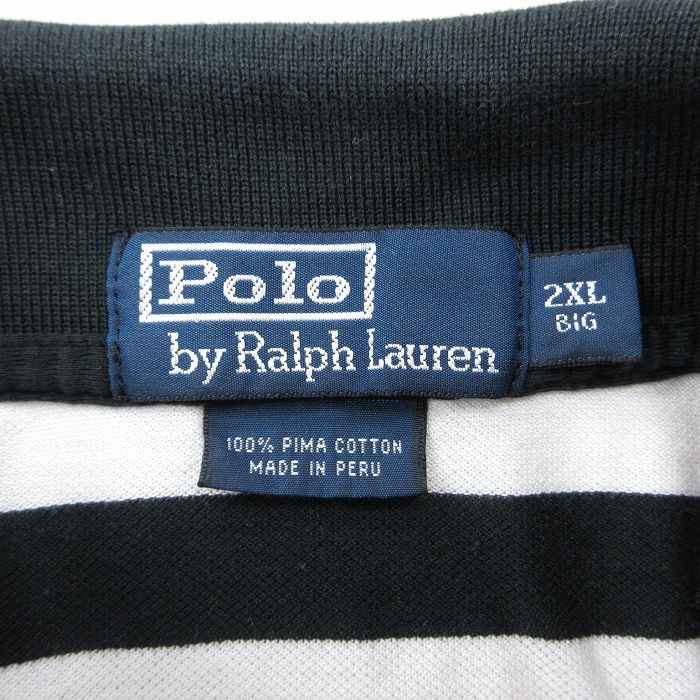 Polo
by Ralph Lauren
2XL
BIG
100% PIMA COTTON
MADE IN PERU